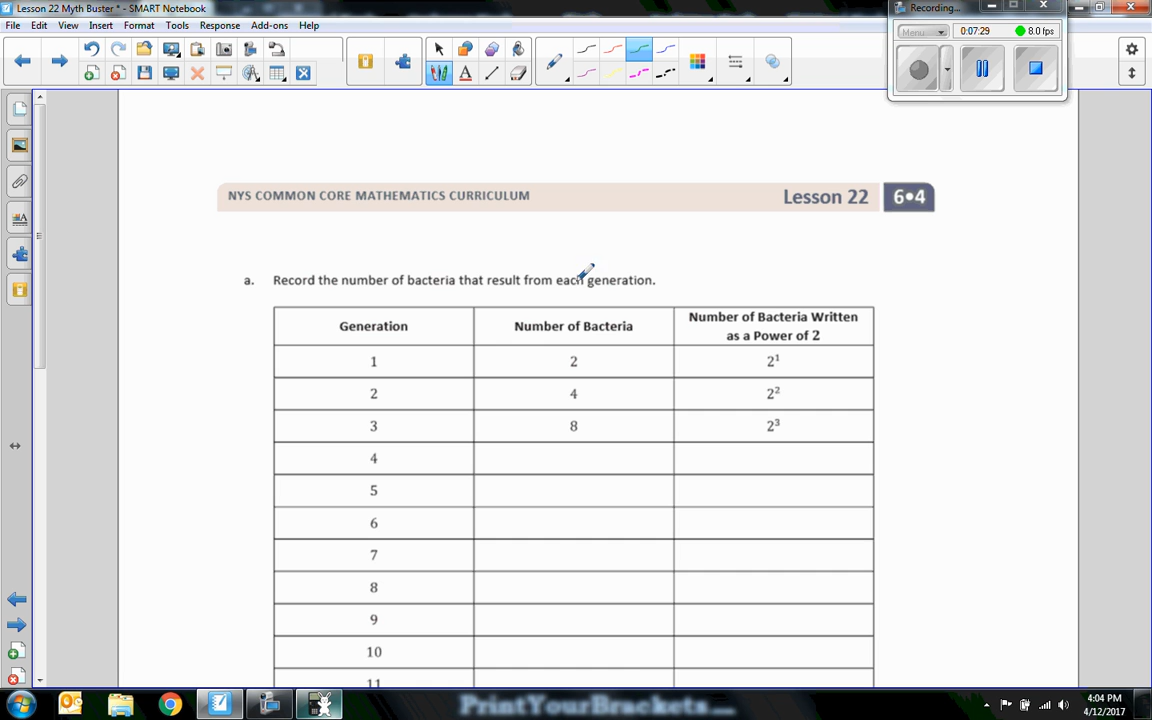 Lesson 22 Myth Buster * - SMART Notebook
Recording...
File Edit View Insert Format Tools Response Add-ons Help
Menu 0:07:29 8.0 fps
NYS COMMON CORE MATHEMATICS CURRICULUM Lesson 22 6•4
a. Record the number of bacteria that result from each generation.
Generation Number of Bacteria Number of Bacteria Written as a Power of 2
1 2 2¹
2 4 2²
3 8 2³
4
5
6
7
8
9
10
11
PrintYourBrackets.com
4:04 PM
4/12/2017